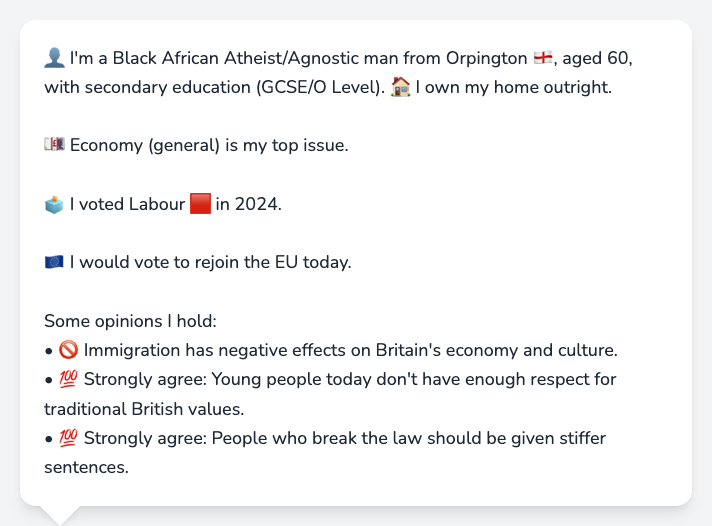 👤 I'm a Black African Atheist/Agnostic man from Orpington 🏴󠁧󠁢󠁥󠁮󠁧󠁿, aged 60,
with secondary education (GCSE/O Level). 🏠 I own my home outright.
💷 Economy (general) is my top issue.
🗳️ I voted Labour 🟥 in 2024.
🇪🇺 I would vote to rejoin the EU today.
Some opinions I hold:
• 🚫 Immigration has negative effects on Britain's economy and culture.
• 💯 Strongly agree: Young people today don't have enough respect for
traditional British values.
• 💯 Strongly agree: People who break the law should be given stiffer
sentences.